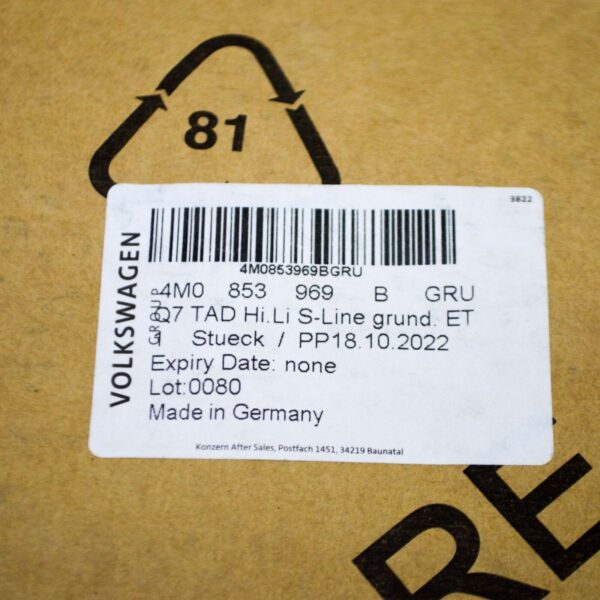 81
3822
VOLKSWAGEN
GROUP
4M0853969BGRU
4M0 853 969 B GRU
Q7 TAD Hi.Li S-Line grund. ET
1 Stueck / PP18.10.2022
Expiry Date: none
Lot:0080
Made in Germany
Konzern After Sales, Postfach 1451, 34219 Baunatal
RE